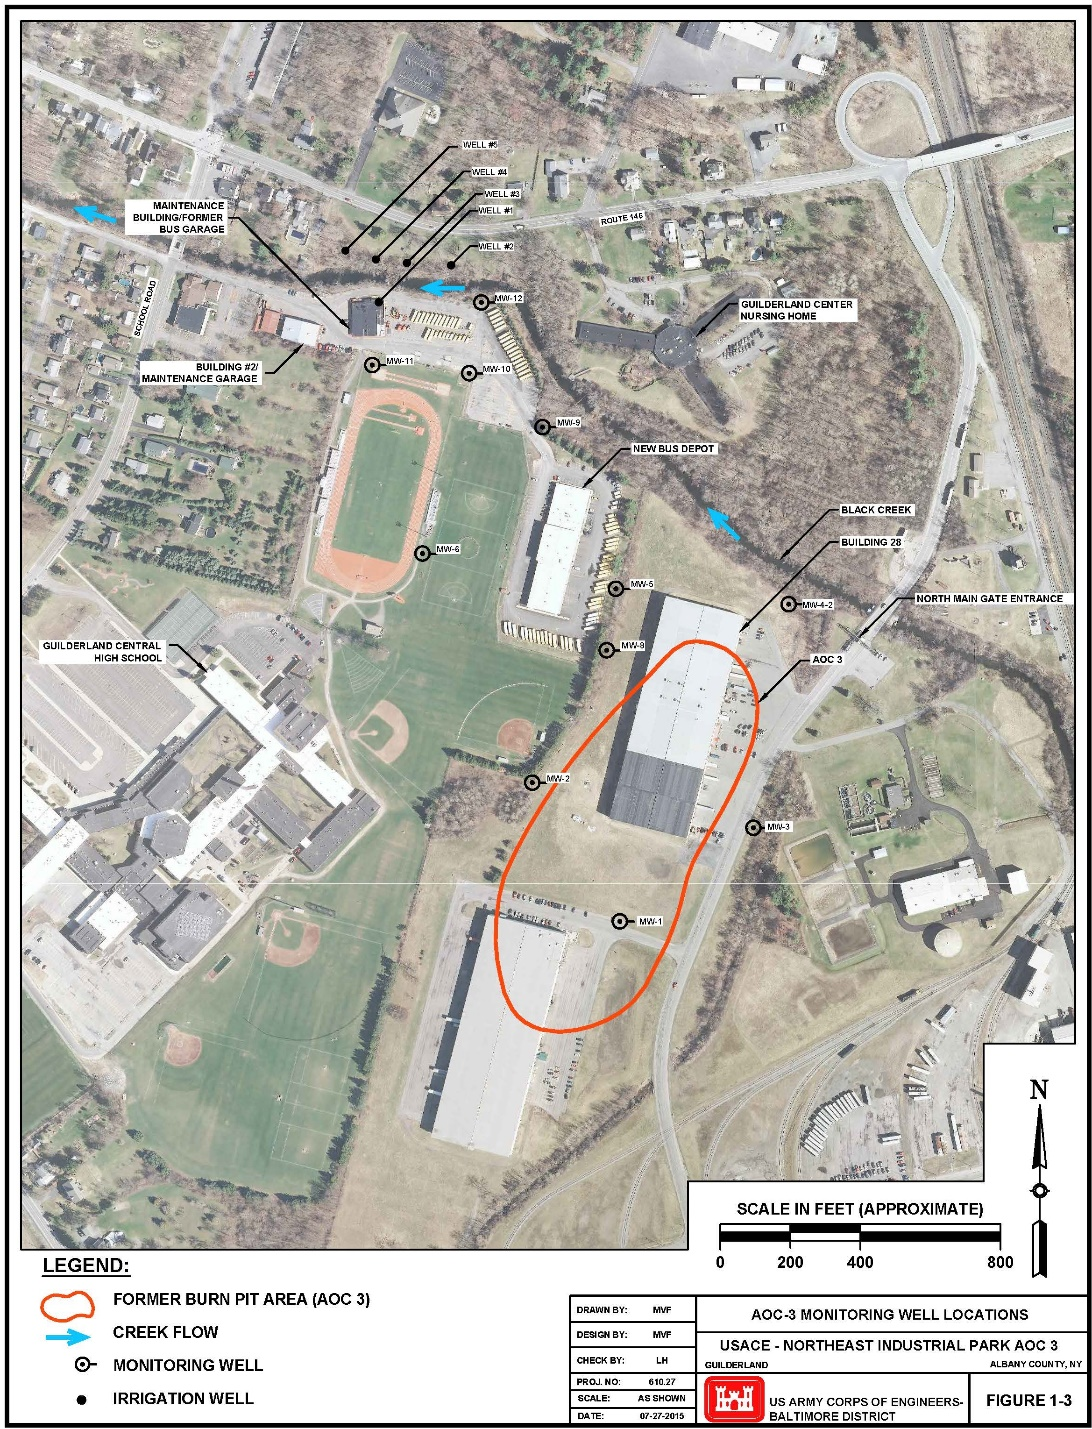 WELL #5
WELL #4
WELL #3
WELL #1
WELL #2
MAINTENANCE
BUILDING/FORMER
BUS GARAGE
ROUTE 146
SCHOOL ROAD
MW-12
GUILDERLAND CENTER
NURSING HOME
BUILDING #2/
MAINTENANCE GARAGE
MW-11
MW-10
MW-9
NEW BUS DEPOT
BLACK CREEK
BUILDING 28
MW-6
MW-5
MW-4-2
NORTH MAIN GATE ENTRANCE
GUILDERLAND CENTRAL
HIGH SCHOOL
AOC 3
MW-2
MW-3
MW-1
N
SCALE IN FEET (APPROXIMATE)
0 200 400 800
LEGEND:
FORMER BURN PIT AREA (AOC 3)
CREEK FLOW
MONITORING WELL
IRRIGATION WELL
DRAWN BY: MVF
DESIGN BY: MVF
CHECK BY: LH
PROJ. NO: 610.27
SCALE: AS SHOWN
DATE: 07-27-2015
AOC-3 MONITORING WELL LOCATIONS
USACE - NORTHEAST INDUSTRIAL PARK AOC 3
GUILDERLAND ALBANY COUNTY, NY
US ARMY CORPS OF ENGINEERS-
BALTIMORE DISTRICT
FIGURE 1-3